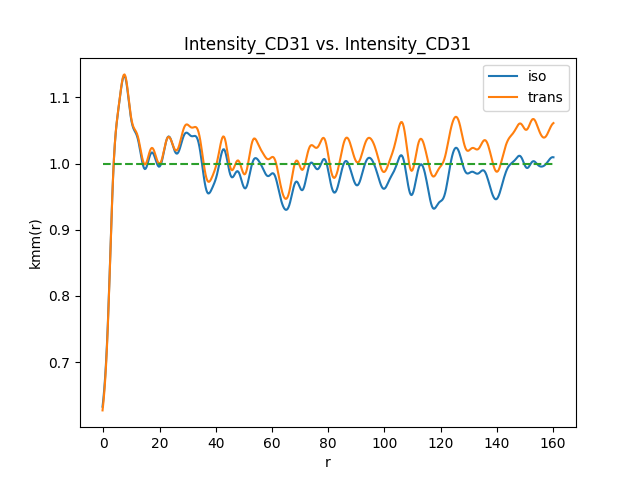 Intensity_CD31 vs. Intensity_CD31
iso
trans
1.1
1.0
0.9
0.8
0.7
kmm(r)
0 20 40 60 80 100 120 140 160
r